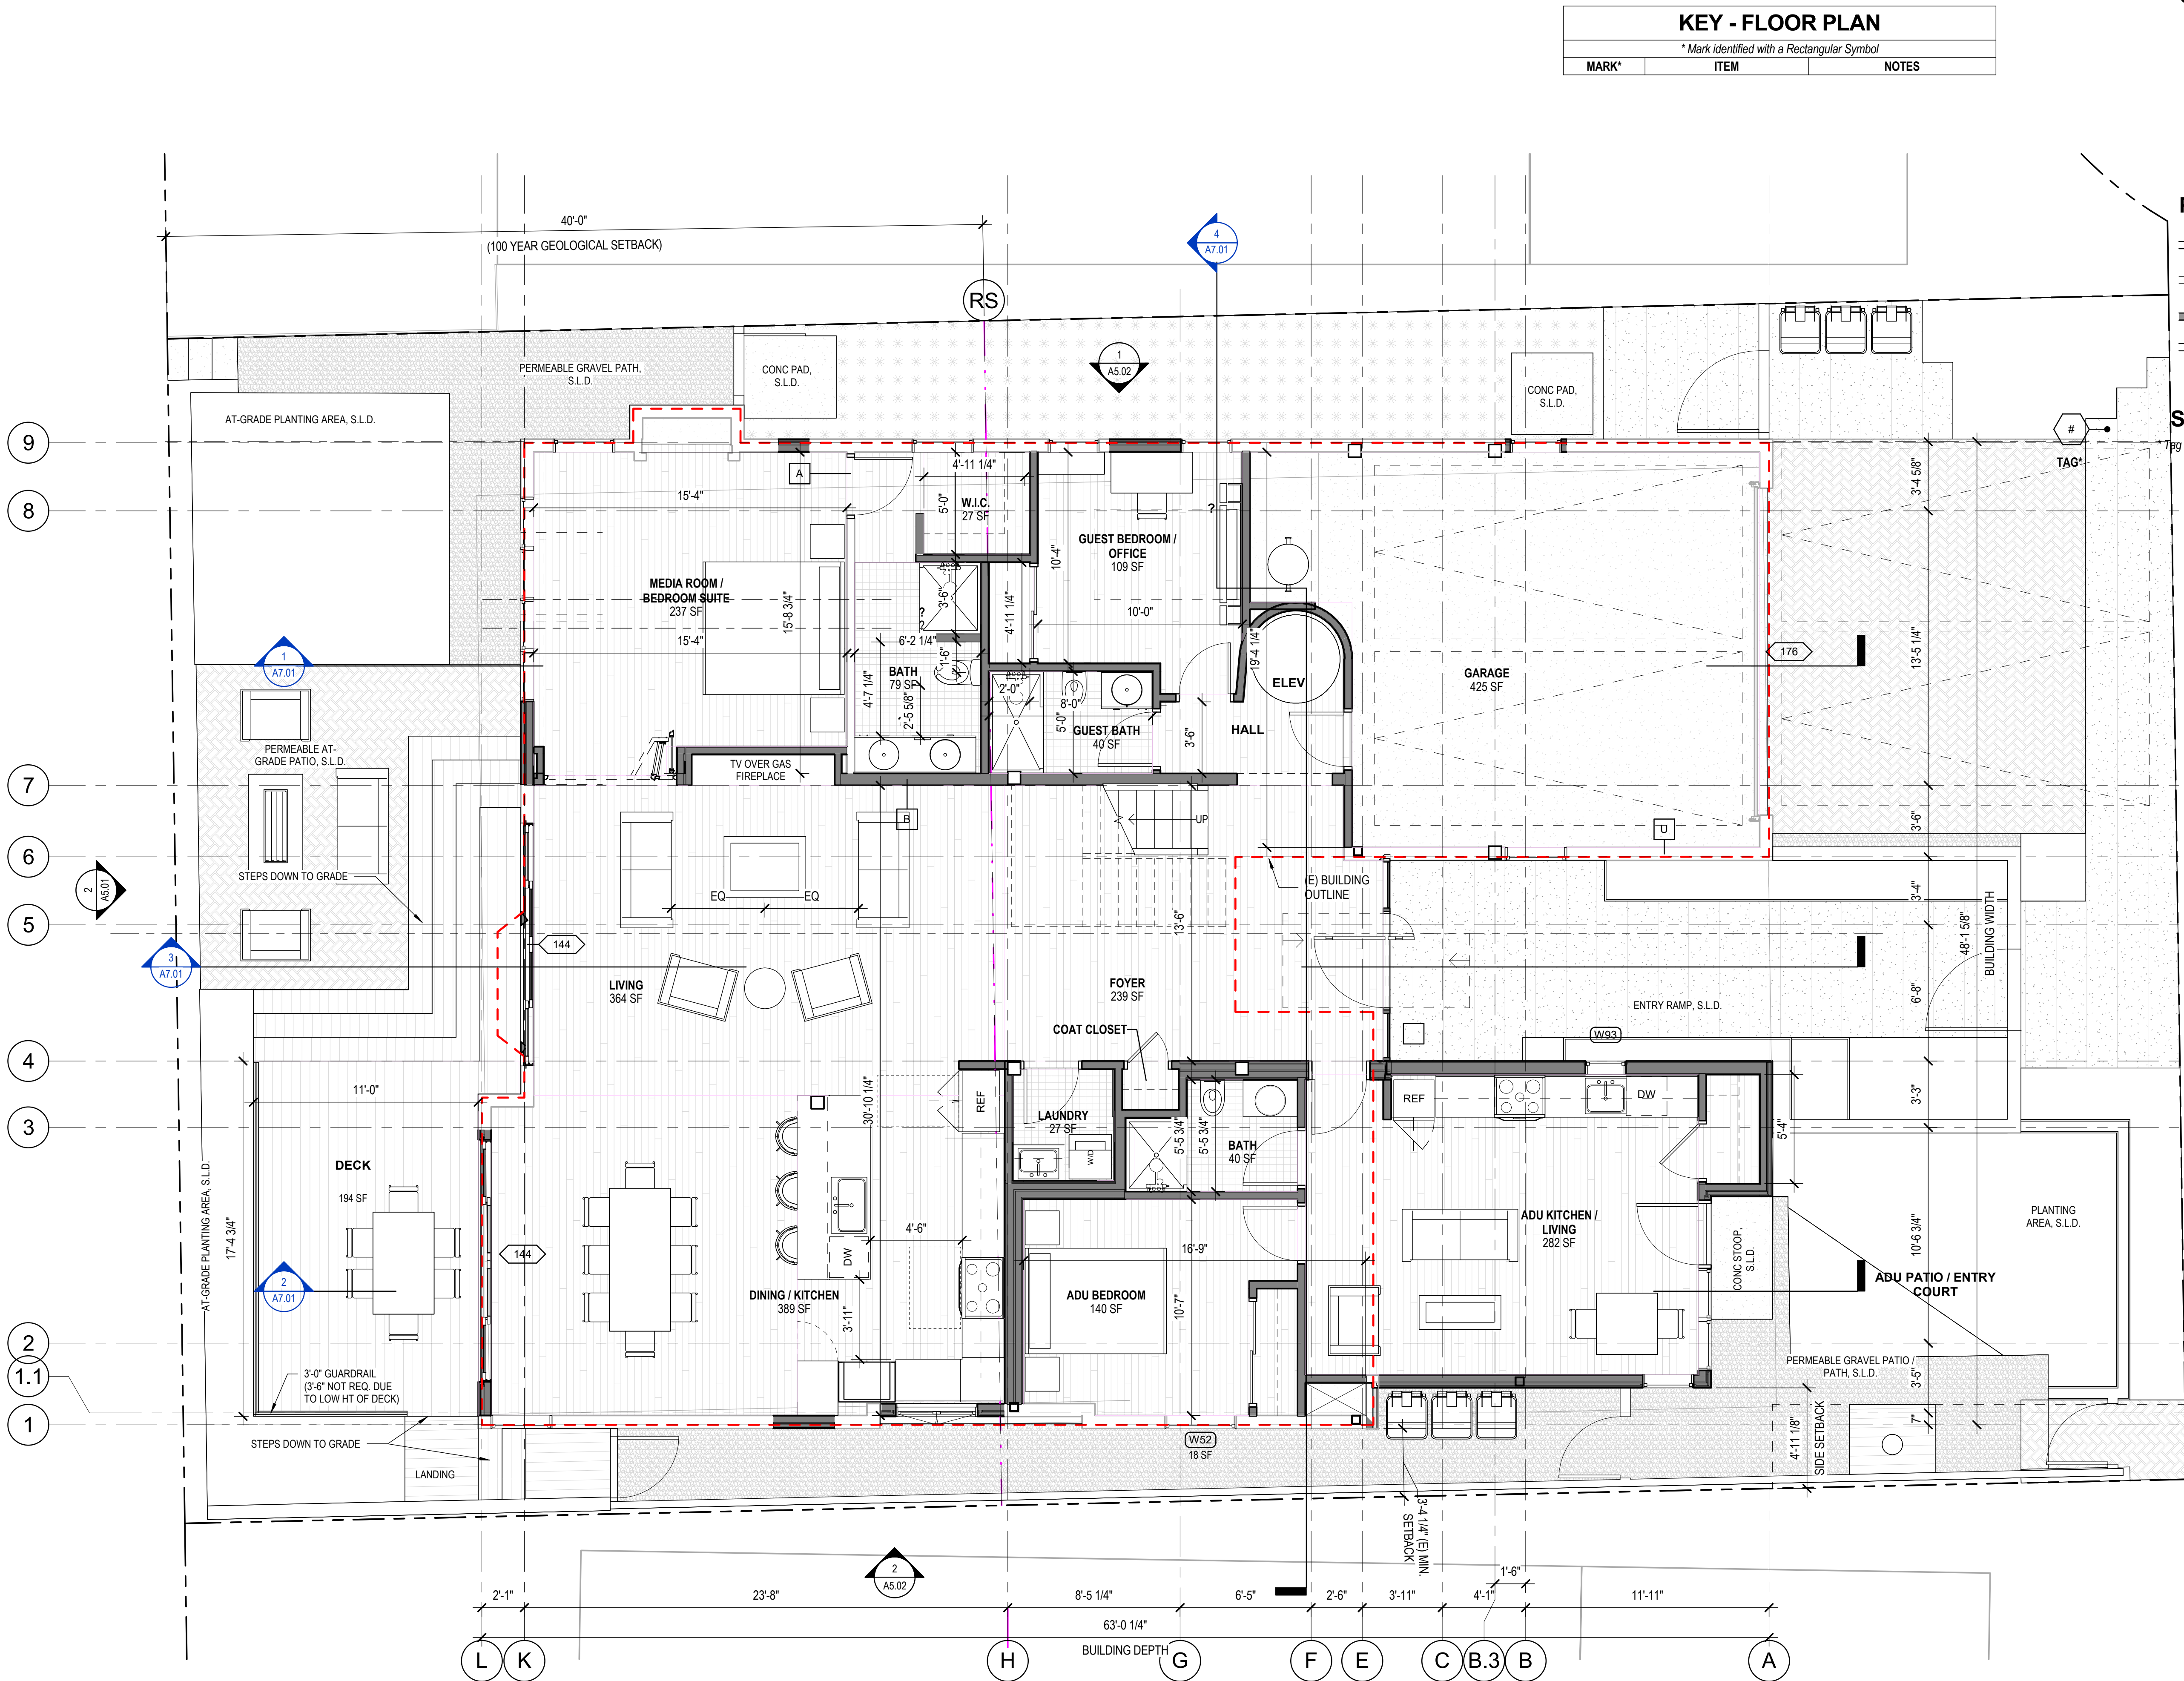 KEY - FLOOR PLAN
* Mark identified with a Rectangular Symbol
MARK* ITEM NOTES
40'-0"
(100 YEAR GEOLOGICAL SETBACK)
4
A7.01
RS
1
A5.02
PERMEABLE GRAVEL PATH,
S.L.D.
CONC PAD,
S.L.D.
CONC PAD,
S.L.D.
AT-GRADE PLANTING AREA, S.L.D.
S
* Tag
#
TAG*
9
8
7
6
5
4
3
2
1.1
1
A
4'-11 1/4"
5'-0"
W.I.C.
27 SF
15'-4"
GUEST BEDROOM /
OFFICE
109 SF
10'-4"
?
3'-4 5/8"
MEDIA ROOM /
BEDROOM SUITE
237 SF
15'-4"
15'-8 3/4"
3'-6"
?
?
6'-2 1/4"
1'-6"
4'-11 1/4"
10'-0"
19'-4 1/4"
BATH
79 SF
4'-7 1/4"
2'-5 5/8"
2'-0"
8'-0"
5'-0"
GUEST BATH
40 SF
3'-6"
ELEV
HALL
GARAGE
425 SF
176
13'-5 1/4"
1
A7.01
PERMEABLE AT-
GRADE PATIO, S.L.D.
TV OVER GAS
FIREPLACE
B
UP
U
3'-6"
STEPS DOWN TO GRADE
2
A5.01
EQ
EQ
(E) BUILDING
OUTLINE
3'-4"
48'-1 5/8"
BUILDING WIDTH
13'-6"
144
3
A7.01
LIVING
364 SF
FOYER
239 SF
COAT CLOSET
6'-8"
ENTRY RAMP, S.L.D.
W93
11'-0"
30'-10 1/4"
REF
LAUNDRY
27 SF
W/D
5'-5 3/4"
5'-5 3/4"
BATH
40 SF
REF
DW
3'-3"
5'-4"
DECK
194 SF
AT-GRADE PLANTING AREA, S.L.D.
17'-4 3/4"
144
4'-6"
DW
16'-9"
ADU KITCHEN /
LIVING
282 SF
CONC STOOP,
S.L.D.
10'-6 3/4"
PLANTING
AREA, S.L.D.
2
A7.01
DINING / KITCHEN
389 SF
3'-11"
ADU BEDROOM
140 SF
10'-7"
ADU PATIO / ENTRY
COURT
3'-0" GUARDRAIL
(3'-6" NOT REQ. DUE
TO LOW HT OF DECK)
PERMEABLE GRAVEL PATIO /
PATH, S.L.D.
3'-5"
7"
STEPS DOWN TO GRADE
LANDING
W52
18 SF
4'-11 1/8"
SIDE SETBACK
3'-4 1/4" (E) MIN.
SETBACK
2
A5.02
2'-1"
23'-8"
8'-5 1/4"
6'-5"
2'-6"
3'-11"
4'-1"
1'-6"
11'-11"
63'-0 1/4"
BUILDING DEPTH
L K H G F E C B.3 B A